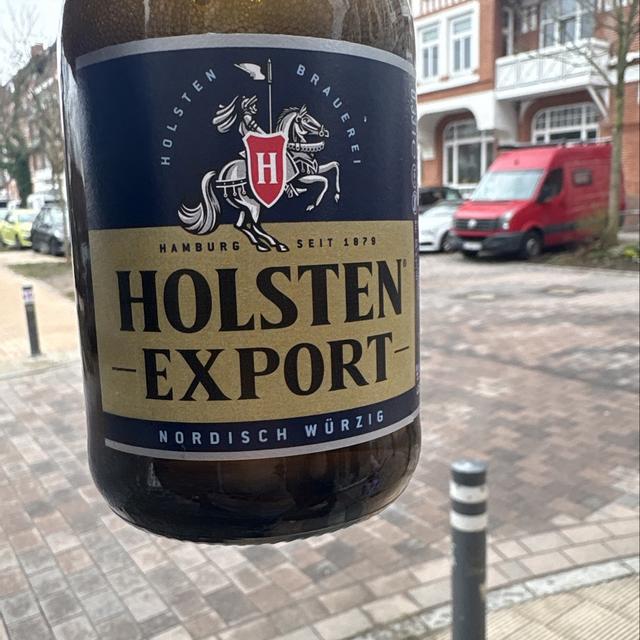 HOLSTEN BRAUEREI
H
HAMBURG SEIT 1879
HOLSTEN®
EXPORT
NORDISCH WÜRZIG